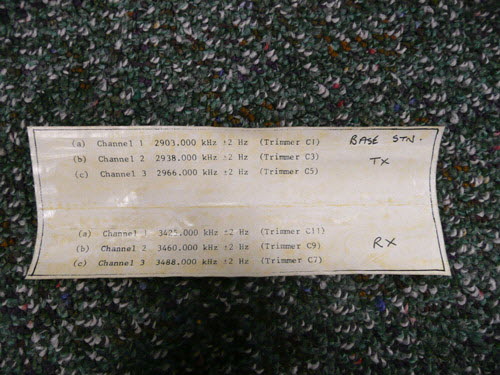 (a) Channel 1 2903.000 kHz ±2 Hz (Trimmer C1) BASE STN.
(b) Channel 2 2938.000 kHz ±2 Hz (Trimmer C3) TX
(c) Channel 3 2966.000 kHz ±2 Hz (Trimmer C5)
(a) Channel 1 3425.000 kHz ±2 Hz (Trimmer C11)
(b) Channel 2 3460.000 kHz ±2 Hz (Trimmer C9) RX
(c) Channel 3 3488.000 kHz ±2 Hz (Trimmer C7)